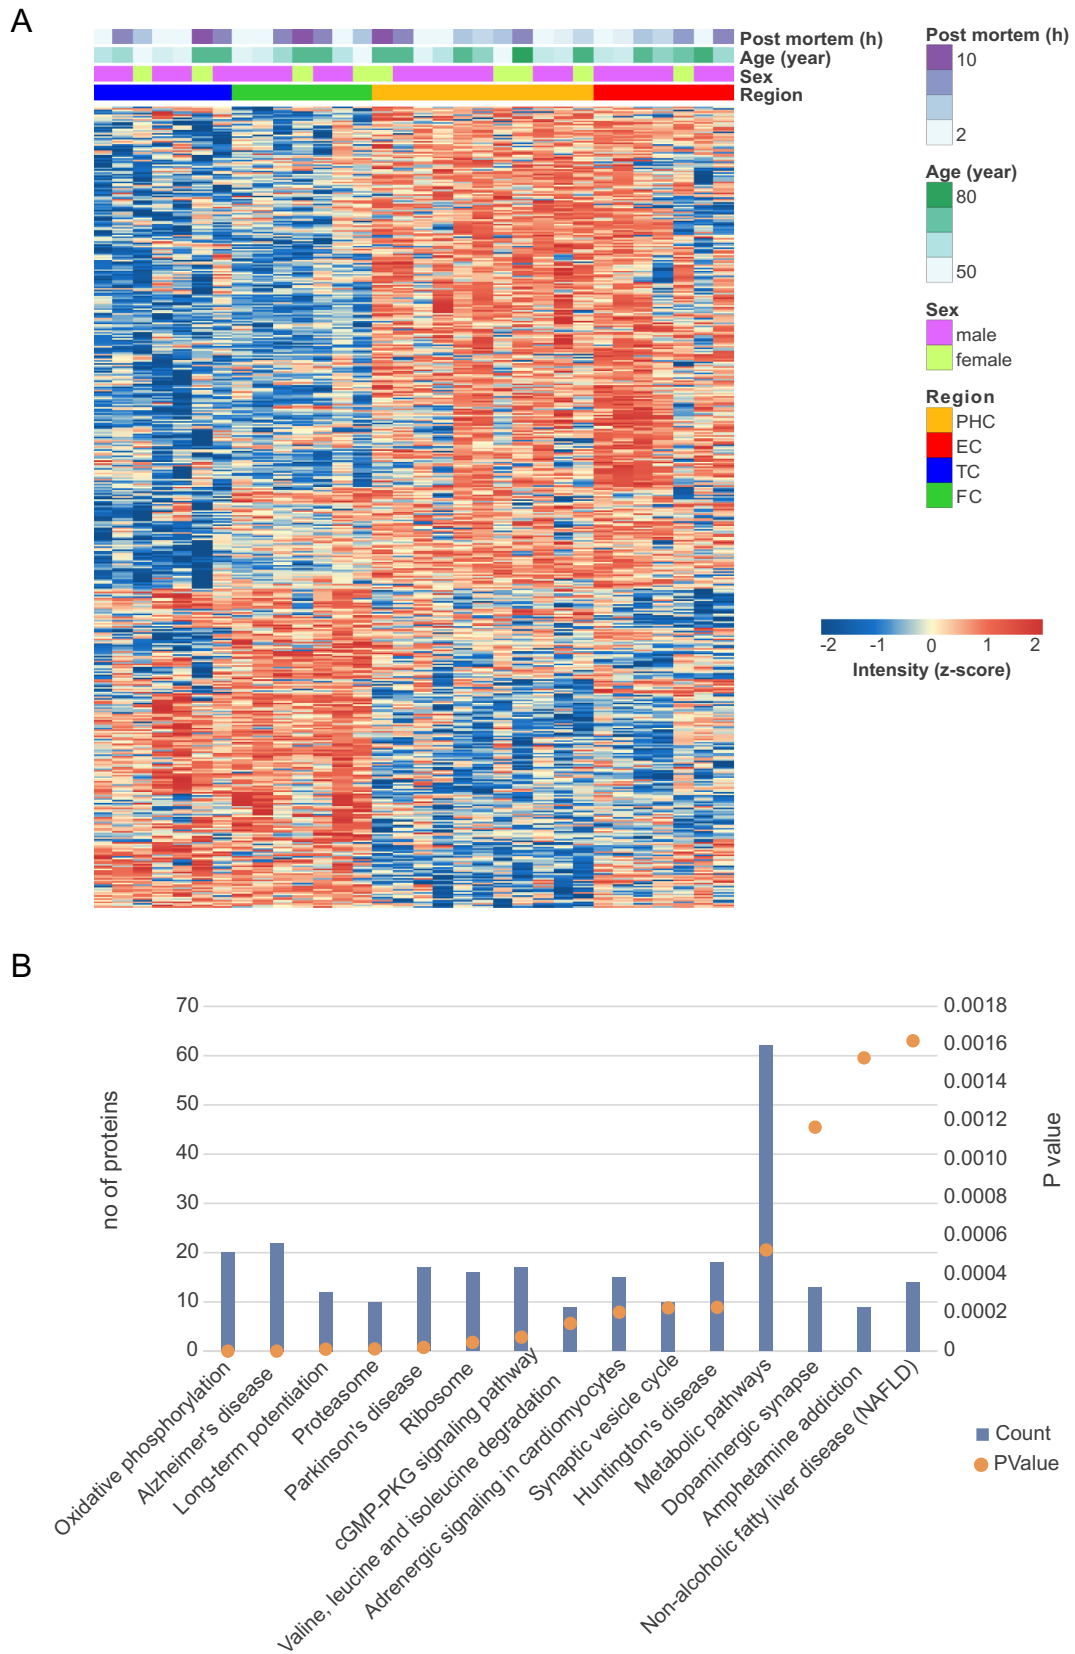 A
Post mortem (h)
Age (year)
Sex
Region
Post mortem (h)
10
2
Age (year)
80
50
Sex
male
female
Region
PHC
EC
TC
FC
-2 -1 0 1 2
Intensity (z-score)
B
no of proteins
70
60
50
40
30
20
10
0
0.0018
0.0016
0.0014
0.0012
0.0010
0.0008
0.0006
0.0004
0.0002
0
P value
Oxidative phosphorylation
Alzheimer's disease
Long-term potentiation
Proteasome
Parkinson's disease
Ribosome
cGMP-PKG signaling pathway
Valine, leucine and isoleucine degradation
Adrenergic signaling in cardiomyocytes
Synaptic vesicle cycle
Huntington's disease
Metabolic pathways
Dopaminergic synapse
Amphetamine addiction
Non-alcoholic fatty liver disease (NAFLD)
Count
PValue